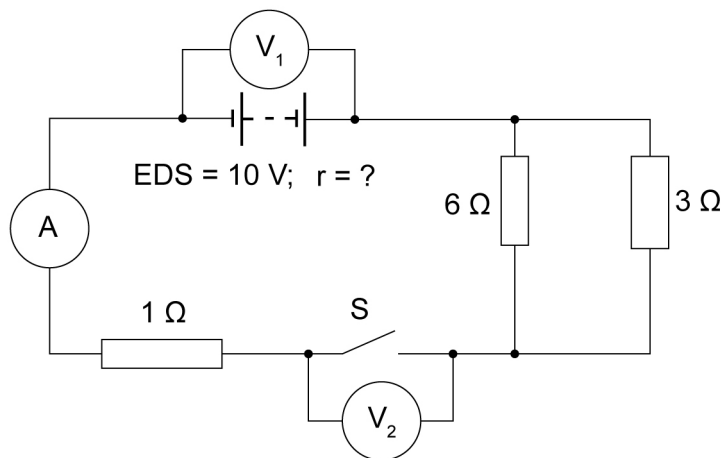 V₁
EDS = 10 V; r = ?
A
6 Ω
3 Ω
1 Ω
S
V₂